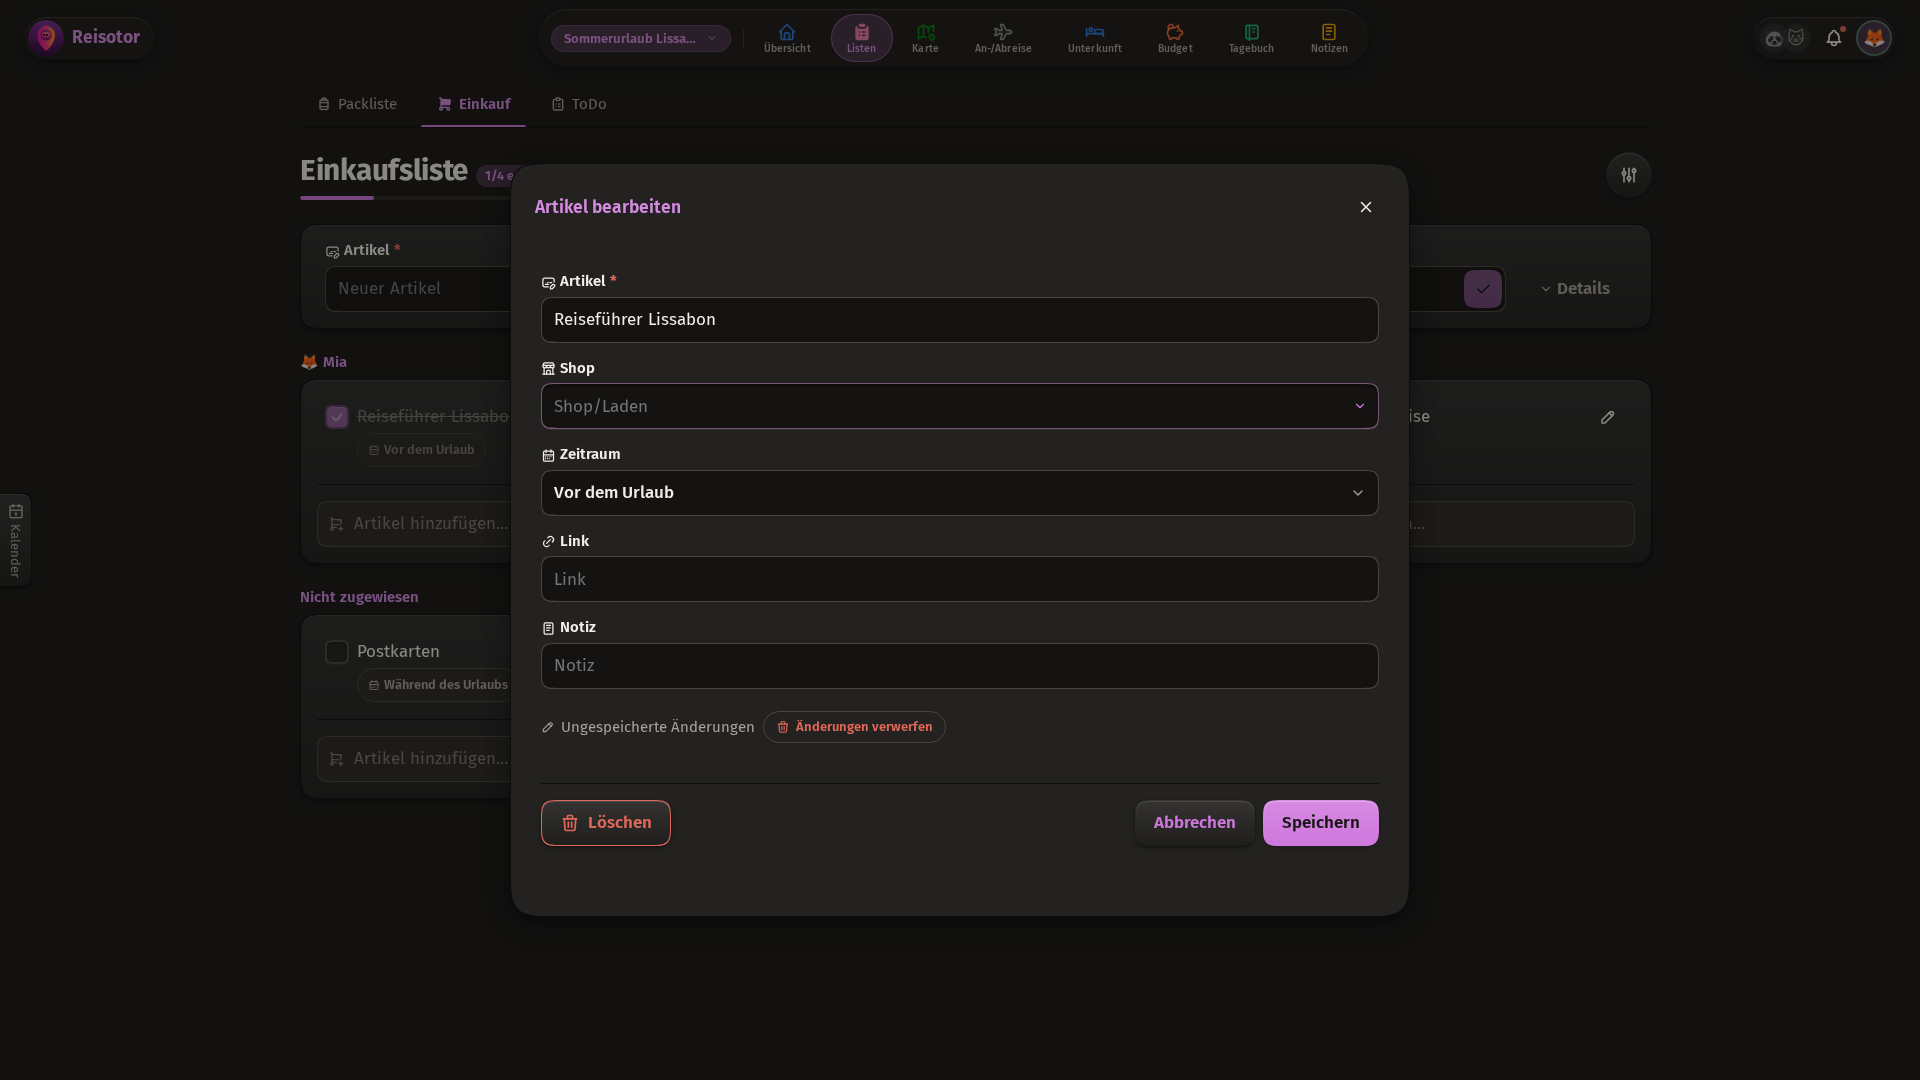 Reisotor
Sommerurlaub Lissa...
Übersicht
Listen
Karte
An-/Abreise
Unterkunft
Budget
Tagebuch
Notizen
Packliste
Einkauf
ToDo
Einkaufsliste
1/4 e
Artikel *
Neuer Artikel
Details
Mia
Reiseführer Lissabo
Vor dem Urlaub
Artikel hinzufügen...
Kalender
Nicht zugewiesen
Postkarten
Während des Urlaubs
Artikel hinzufügen...
Artikel bearbeiten
Artikel *
Reiseführer Lissabon
Shop
Shop/Laden
Zeitraum
Vor dem Urlaub
Link
Link
Notiz
Notiz
Ungespeicherte Änderungen
Änderungen verwerfen
Löschen
Abbrechen
Speichern